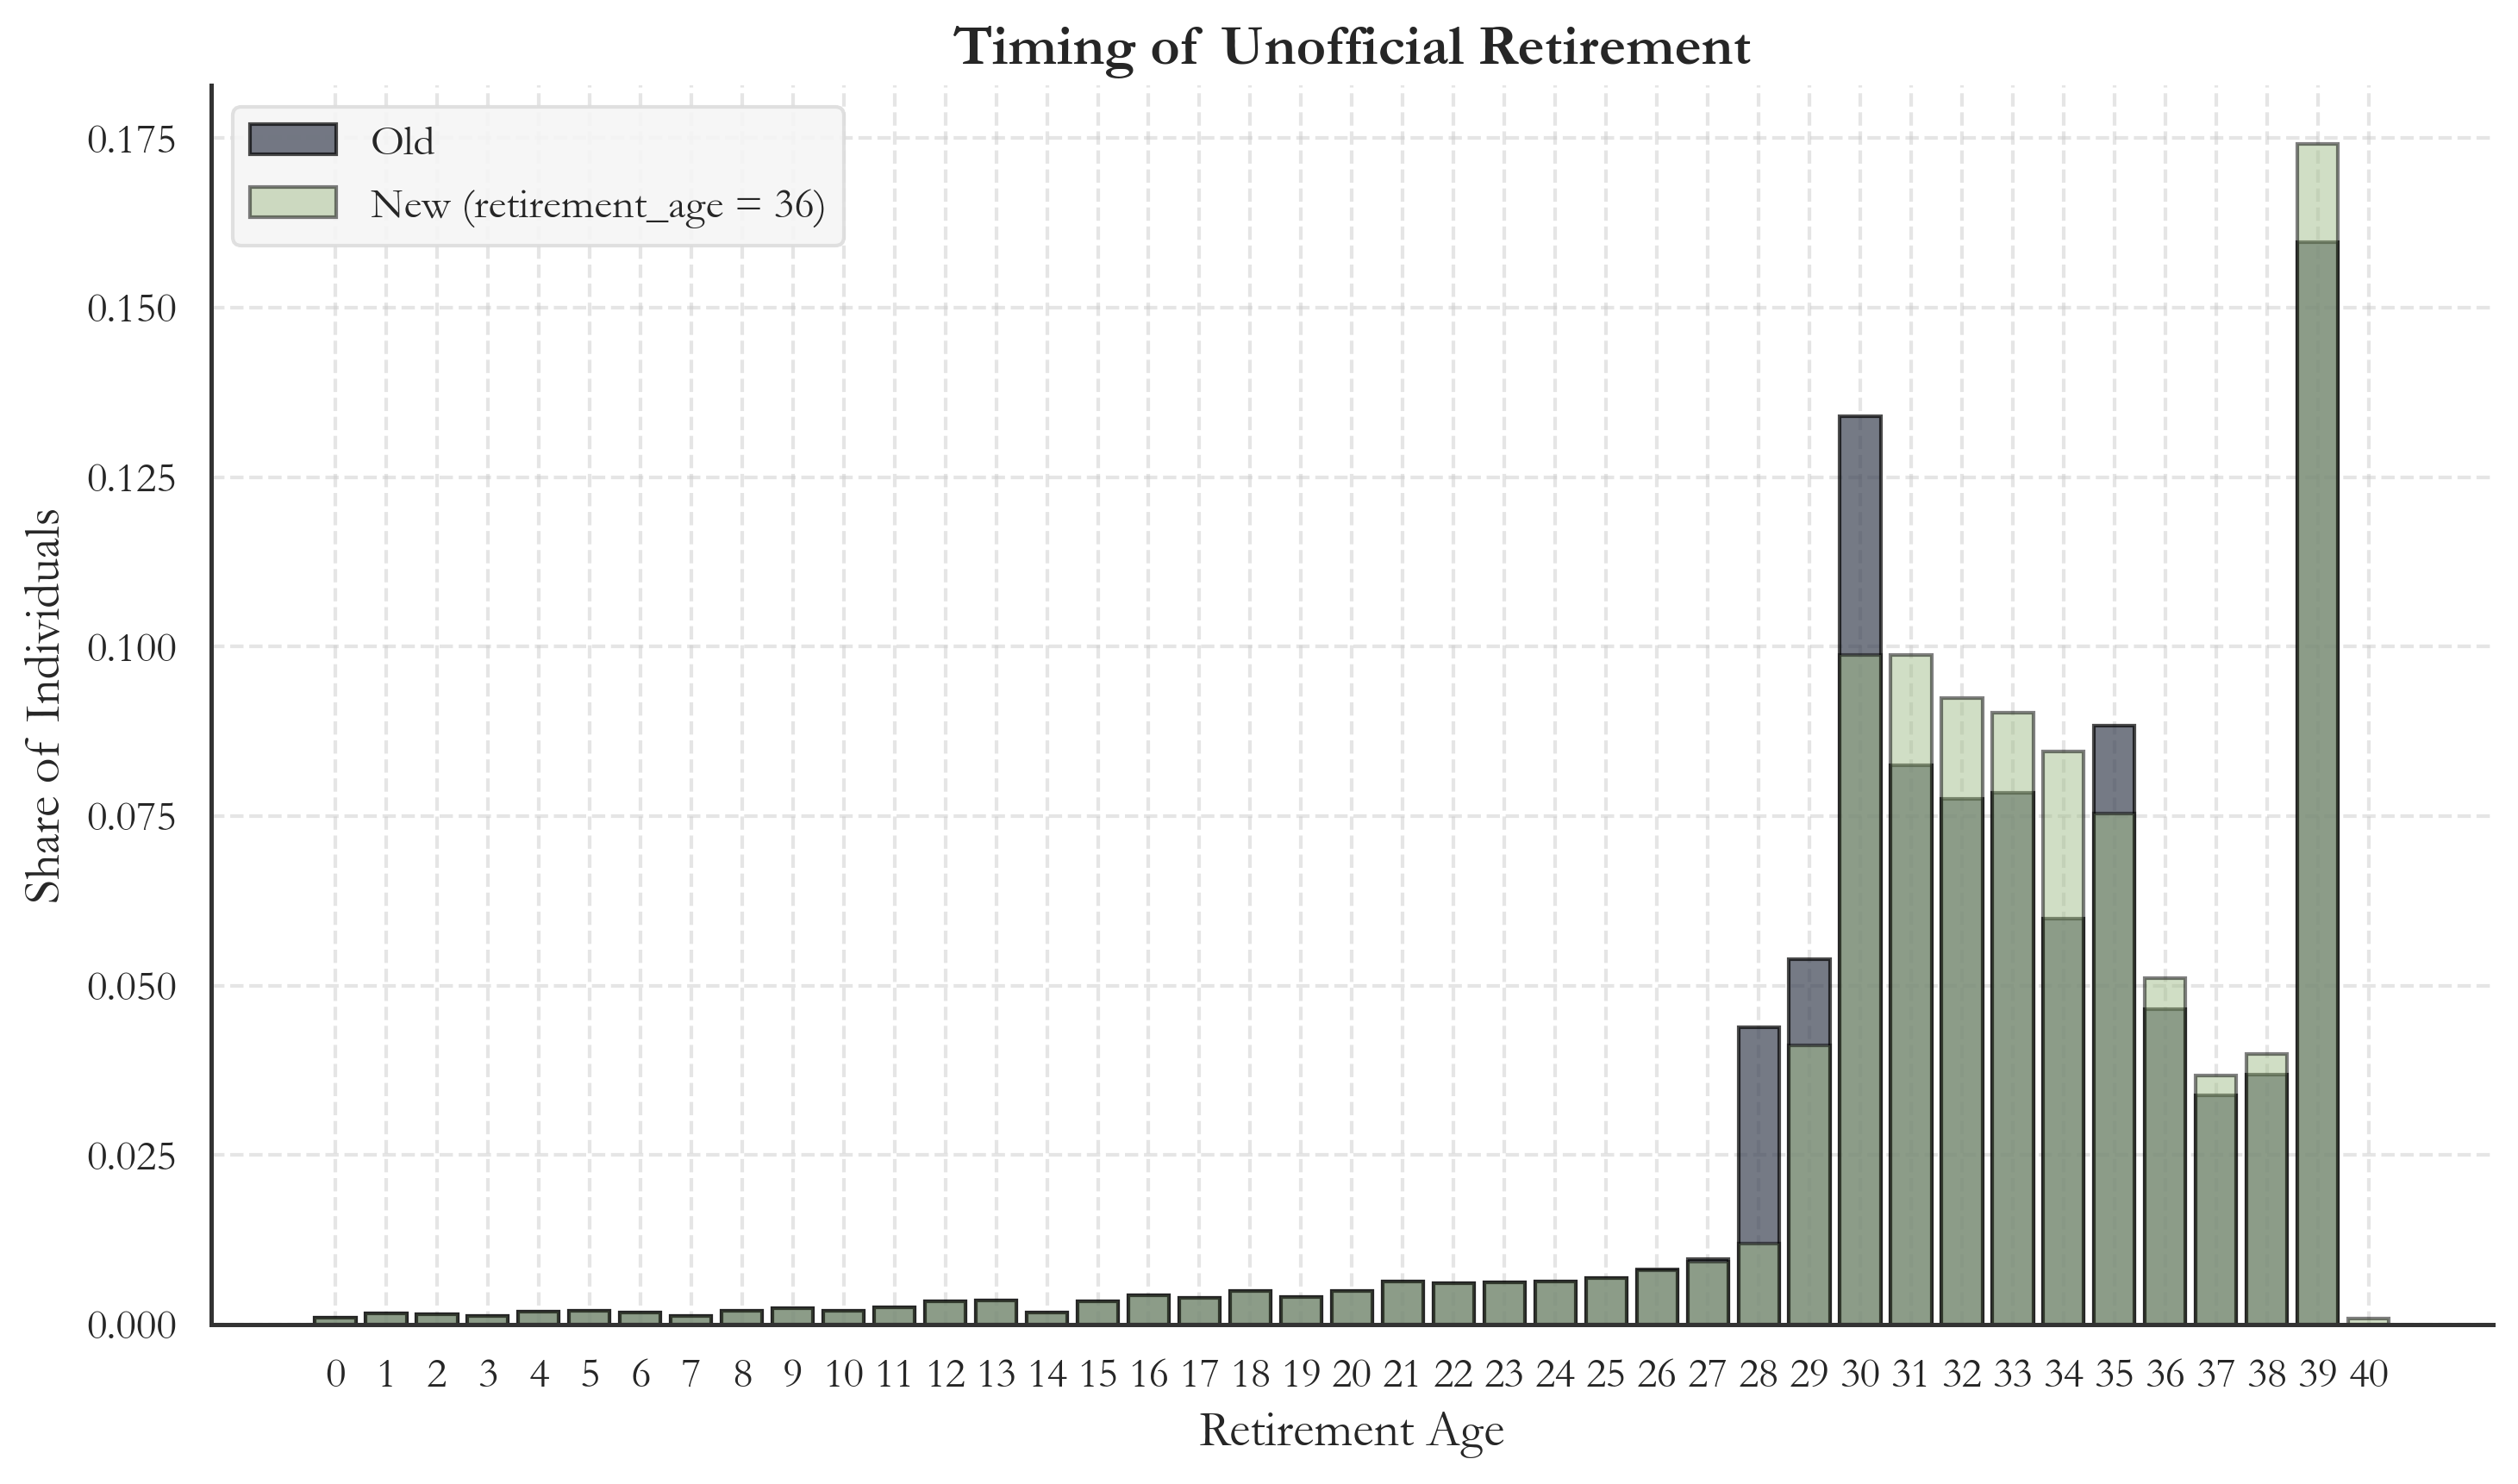 Timing of Unofficial Retirement
Old
New (retirement_age = 36)
0.175
0.150
0.125
0.100
0.075
0.050
0.025
0.000
Share of Individuals
0 1 2 3 4 5 6 7 8 9 10 11 12 13 14 15 16 17 18 19 20 21 22 23 24 25 26 27 28 29 30 31 32 33 34 35 36 37 38 39 40
Retirement Age